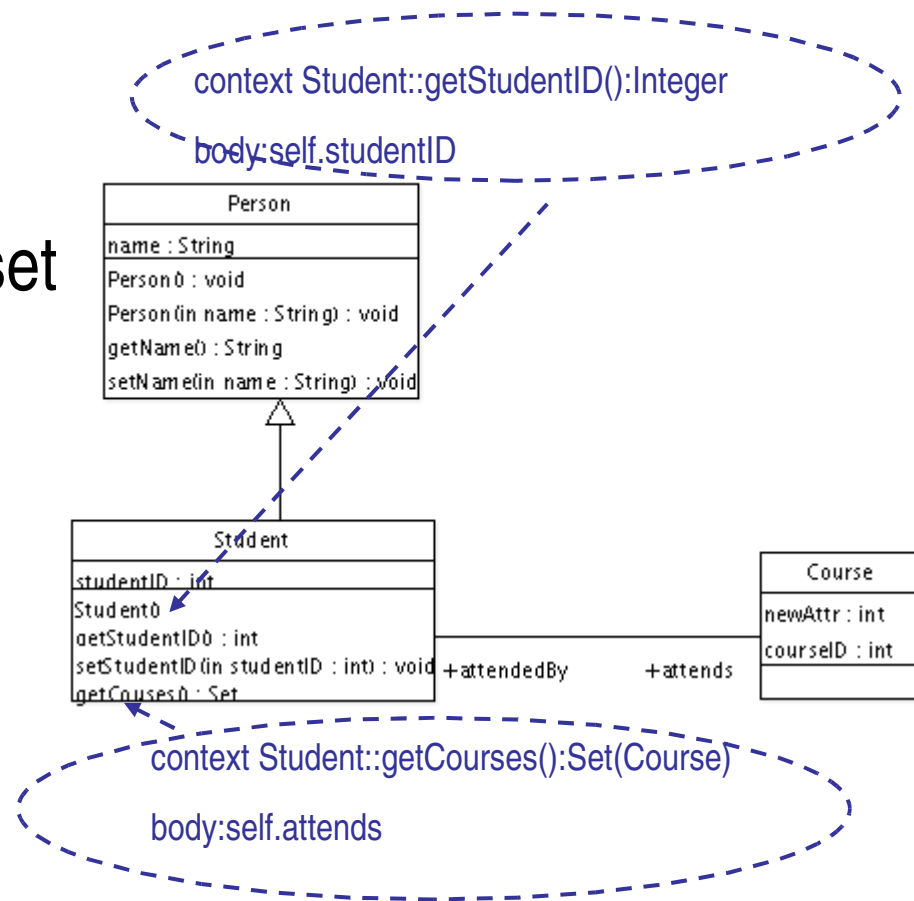 context Student::getStudentID():Integer
body:self.studentID
set
Person
name : String
Person() : void
Person(in name : String) : void
getName() : String
setName(in name : String) : void
Student
studentID : int
Student()
getStudentID() : int
setStudentID(in studentID : int) : void
getCouses() : Set
+attendedBy
+attends
Course
newAttr : int
courseID : int
context Student::getCourses():Set(Course)
body:self.attends